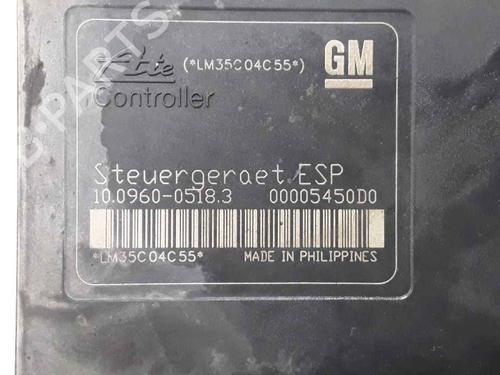 Ate (*LM35C04C55*) GM
Controller
Steuergeraet ESP
10.0960-0518.3 00005450D0
*LM35C04C55* MADE IN PHILIPPINES